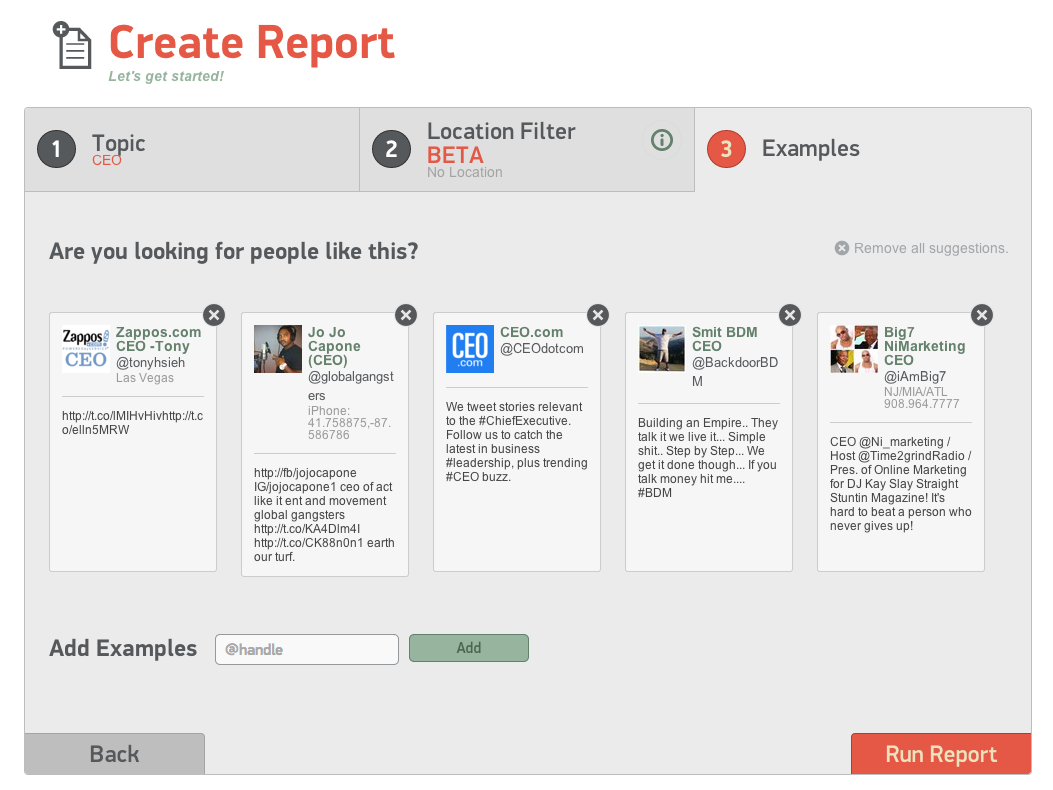 Create Report
Let's get started!
1
Topic
CEO
2
Location Filter
BETA
No Location
3
Examples
Are you looking for people like this?
Remove all suggestions.
Zappos
CEO
Zappos.com
CEO -Tony
@tonyhsieh
Las Vegas
http://t.co/lMIHvHivhttp://t.c
o/elln5MRW
Jo Jo
Capone
(CEO)
@globalgangst
ers
iPhone:
41.758875,-87.
586786
http://fb/jojocapone
IG/jojocapone1 ceo of act
like it ent and movement
global gangsters
http://t.co/KA4Dlm4I
http://t.co/CK88n0n1 earth
our turf.
CEO
.com
CEO.com
@CEOdotcom
We tweet stories relevant
to the #ChiefExecutive.
Follow us to catch the
latest in business
#leadership, plus trending
#CEO buzz.
Smit BDM
CEO
@BackdoorBD
M
Building an Empire.. They
talk it we live it... Simple
shit.. Step by Step... We
get it done though... If you
talk money hit me....
#BDM
Big7
NiMarketing
CEO
@iAmBig7
NJ/MIA/ATL
908.964.7777
CEO @Ni_marketing /
Host @Time2grindRadio /
Pres. of Online Marketing
for DJ Kay Slay Straight
Stuntin Magazine! It's
hard to beat a person who
never gives up!
Add Examples
@handle
Add
Back
Run Report